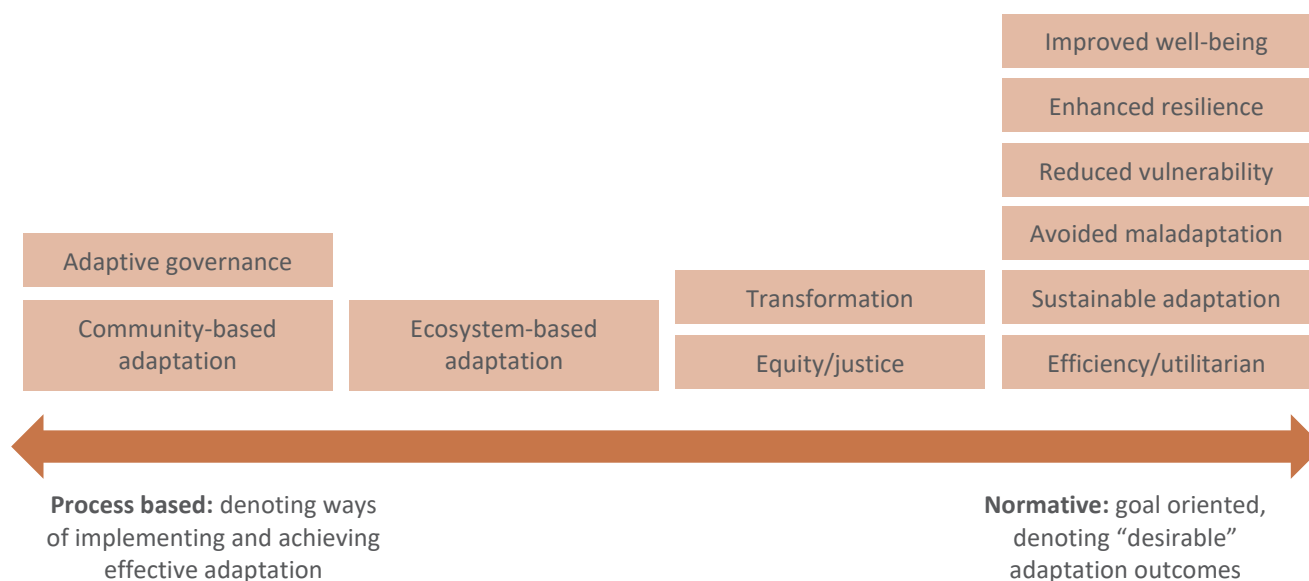 Improved well-being
Enhanced resilience
Reduced vulnerability
Avoided maladaptation
Adaptive governance
Community-based
adaptation
Ecosystem-based
adaptation
Transformation
Equity/justice
Sustainable adaptation
Efficiency/utilitarian
Process based: denoting ways
of implementing and achieving
effective adaptation
Normative: goal oriented,
denoting “desirable”
adaptation outcomes